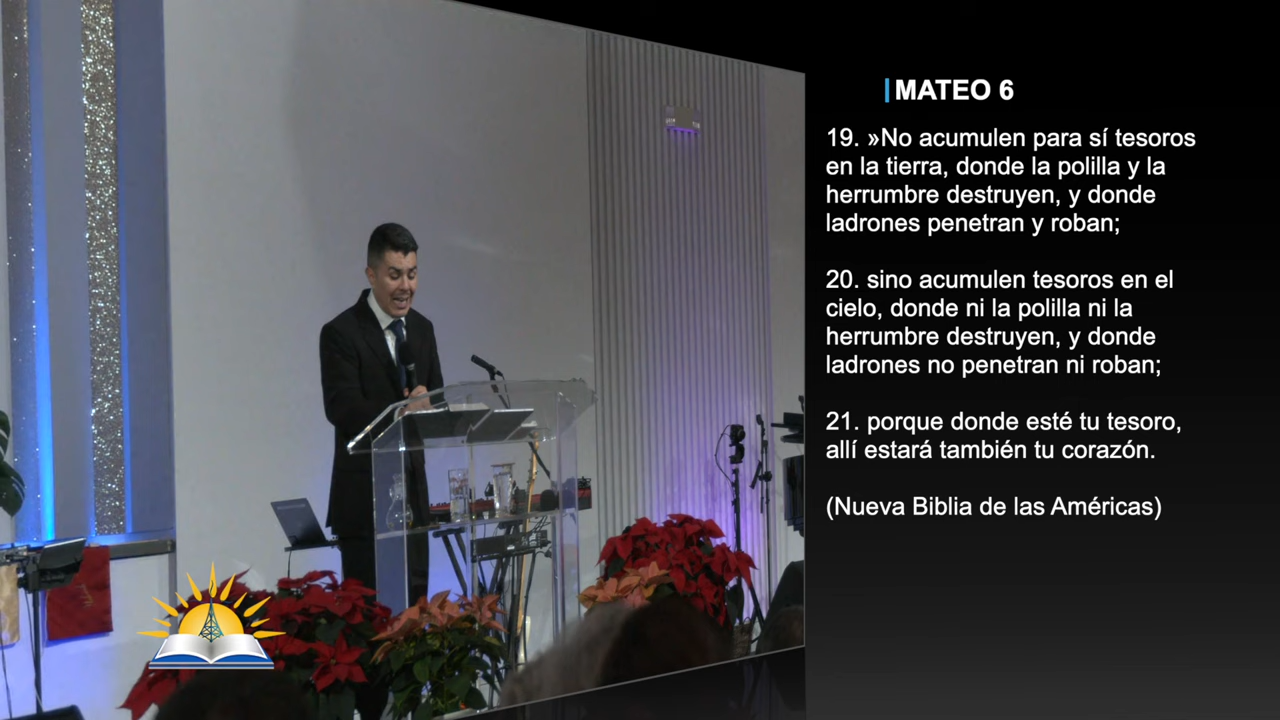 MATEO 6
19. »No acumulen para sí tesoros
en la tierra, donde la polilla y la
herrumbre destruyen, y donde
ladrones penetran y roban;
20. sino acumulen tesoros en el
cielo, donde ni la polilla ni la
herrumbre destruyen, y donde
ladrones no penetran ni roban;
21. porque donde esté tu tesoro,
allí estará también tu corazón.
(Nueva Biblia de las Américas)